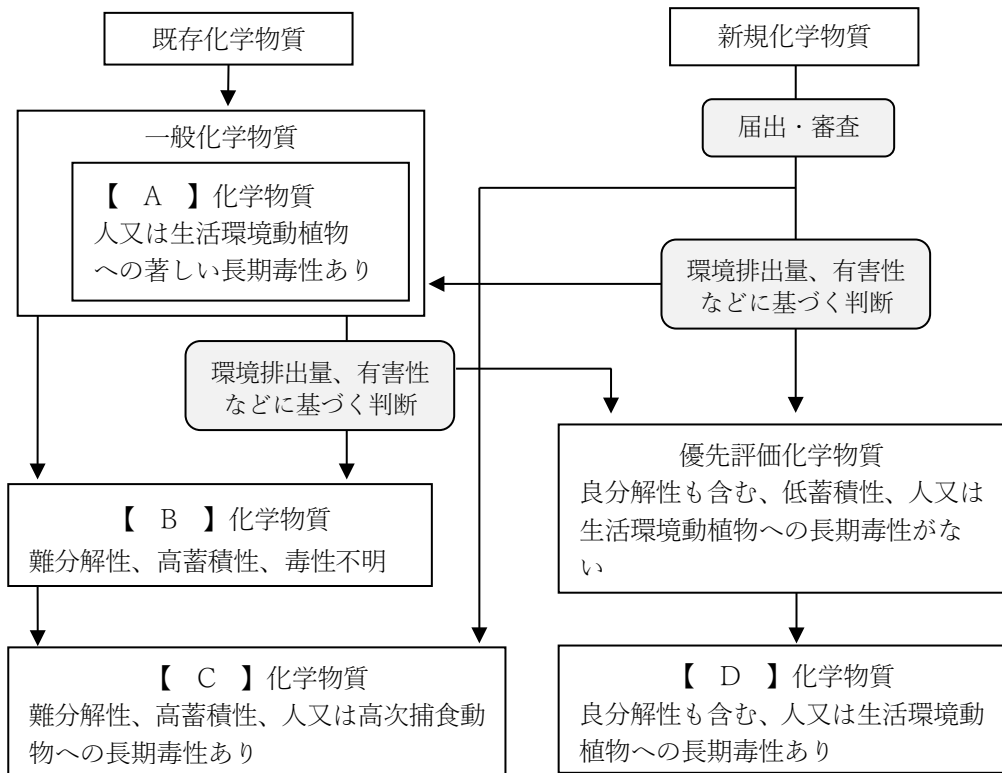 既存化学物質
新規化学物質
届出・審査
一般化学物質
【　A　】化学物質
人又は生活環境動植物
への著しい長期毒性あり
環境排出量、有害性
などに基づく判断
環境排出量、有害性
などに基づく判断
優先評価化学物質
良分解性も含む、低蓄積性、人又は
生活環境動植物への長期毒性がな
い
【　B　】化学物質
難分解性、高蓄積性、毒性不明
【　C　】化学物質
難分解性、高蓄積性、人又は高次捕食動
物への長期毒性あり
【　D　】化学物質
良分解性も含む、人又は生活環境動
植物への長期毒性あり